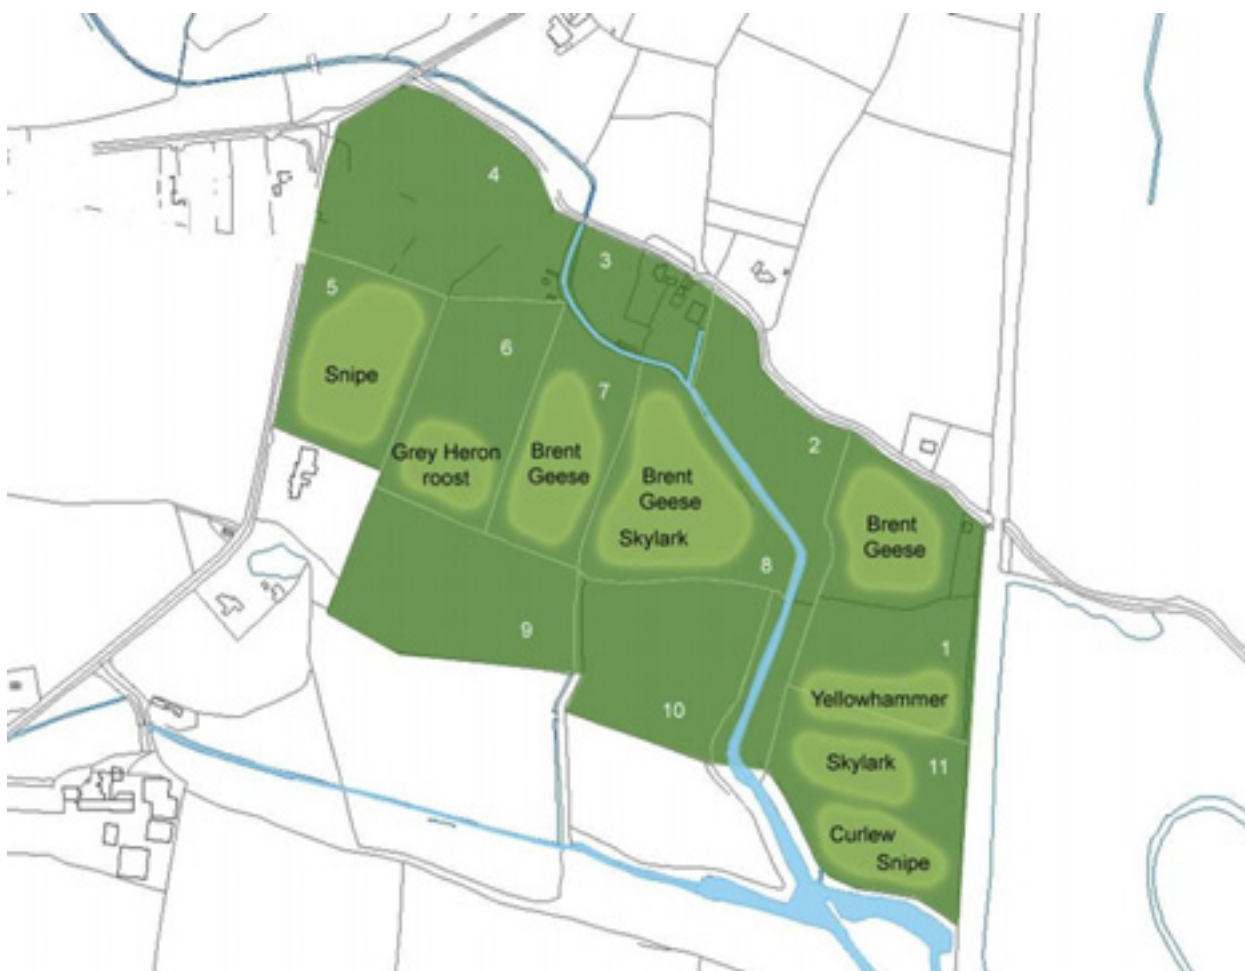 4
3
5
6
Snipe
7
2
Grey Heron
roost
Brent
Geese
Brent
Geese
Skylark
Brent
Geese
8
9
1
10
Yellowhammer
Skylark
11
Curlew
Snipe